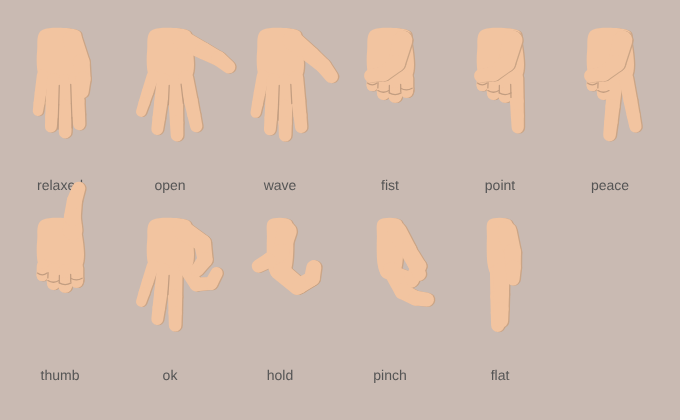 relaxed
open
wave
fist
point
peace
thumb
ok
hold
pinch
flat